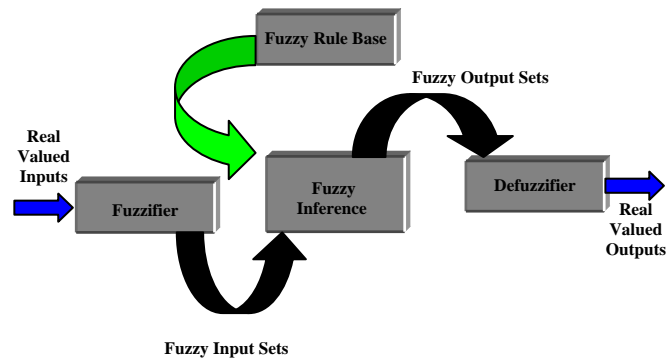 Fuzzy Rule Base
Fuzzy Output Sets
Real
Valued
Inputs
Fuzzifier
Fuzzy
Inference
Defuzzifier
Real
Valued
Outputs
Fuzzy Input Sets